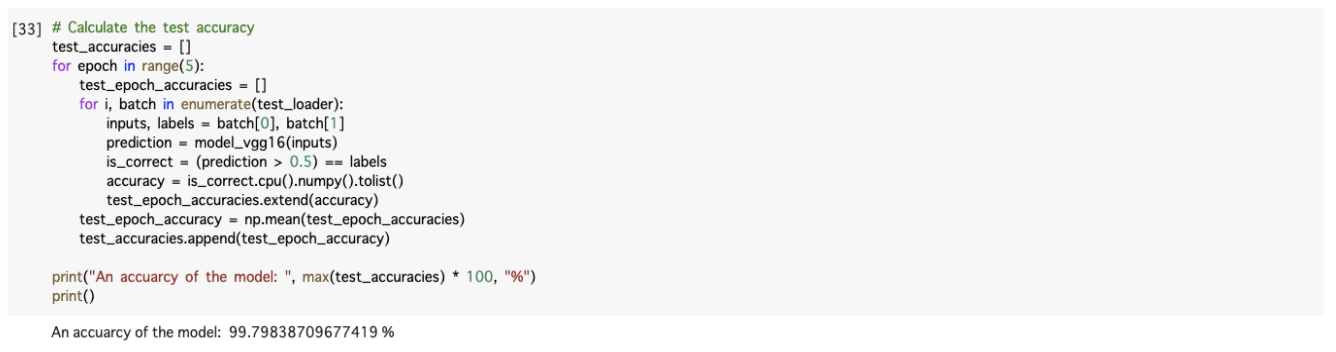 [33] # Calculate the test accuracy
test_accuracies = []
for epoch in range(5):
    test_epoch_accuracies = []
    for i, batch in enumerate(test_loader):
        inputs, labels = batch[0], batch[1]
        prediction = model_vgg16(inputs)
        is_correct = (prediction > 0.5) == labels
        accuracy = is_correct.cpu().numpy().tolist()
        test_epoch_accuracies.extend(accuracy)
    test_epoch_accuracy = np.mean(test_epoch_accuracies)
    test_accuracies.append(test_epoch_accuracy)

print("An accuarcy of the model: ", max(test_accuracies) * 100, "%")
print()
An accuarcy of the model:  99.79838709677419 %